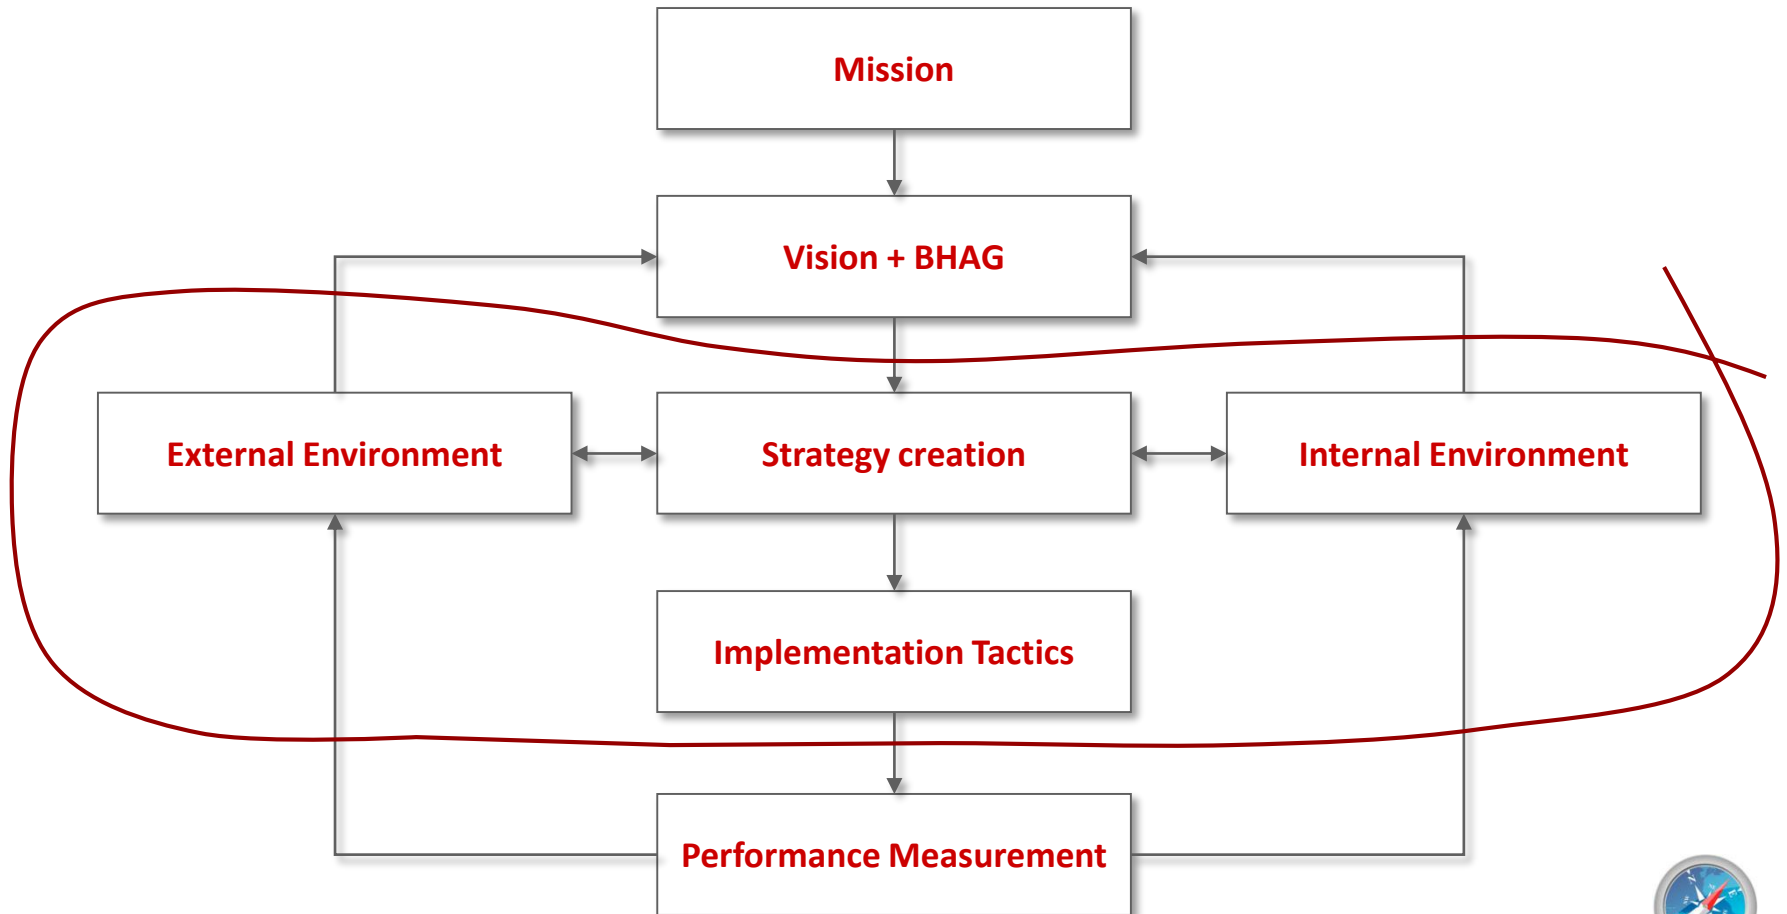 Mission
Vision + BHAG
External Environment
Strategy creation
Internal Environment
Implementation Tactics
Performance Measurement